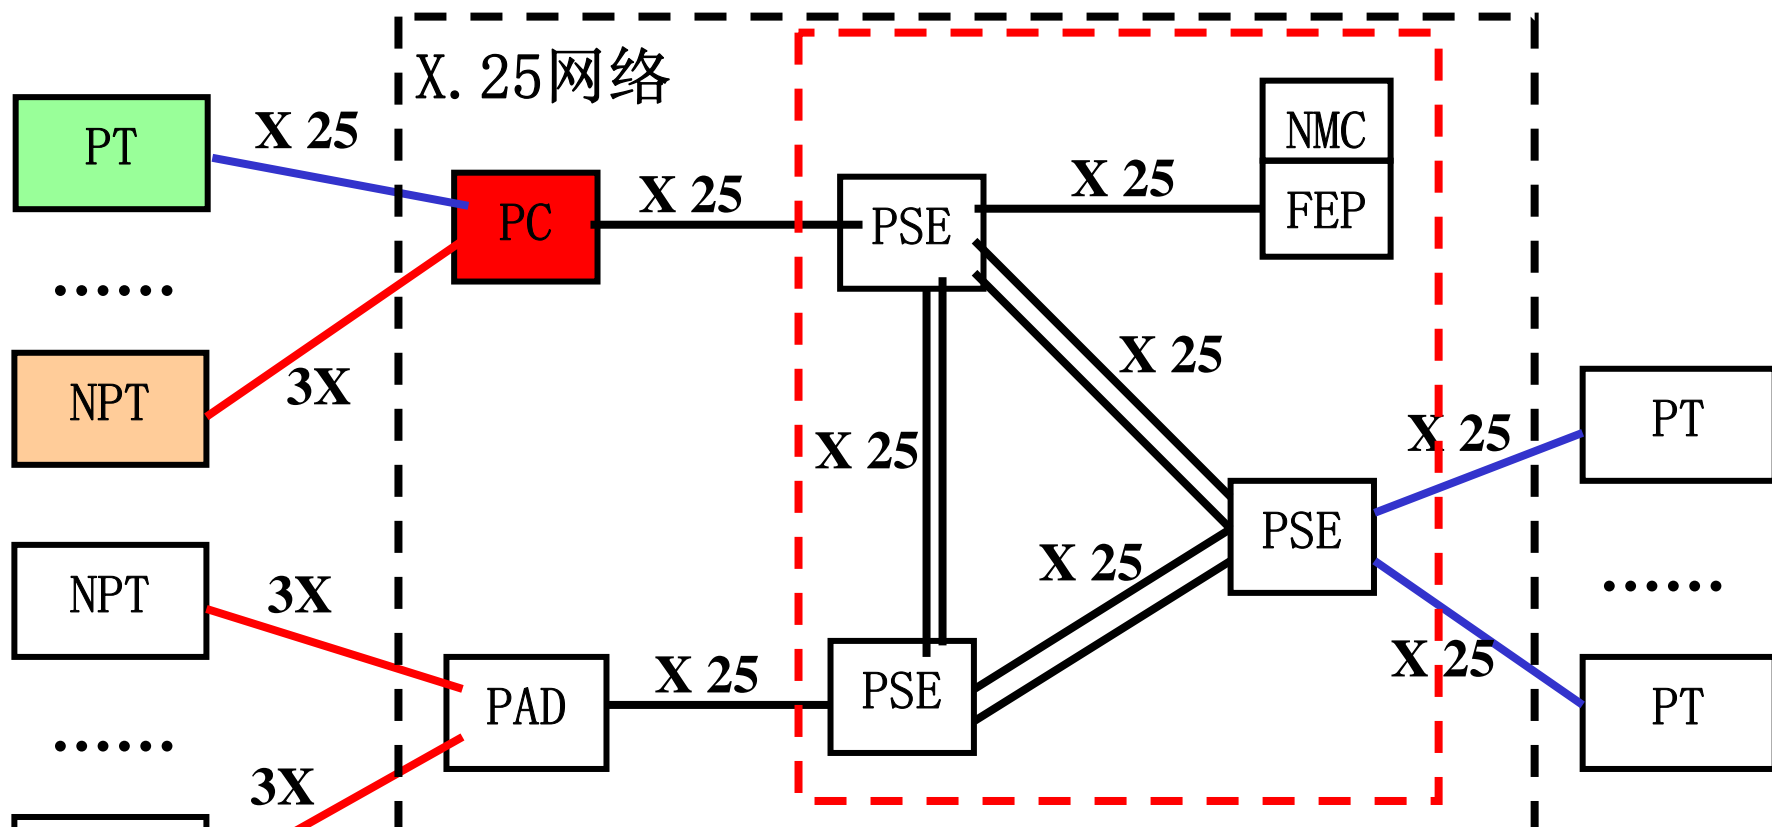 X.25网络
NMC
PT
X 25
X 25
X 25
PC
PSE
FEP
......
X 25
NPT
3X
X 25
X 25
PT
PSE
NPT
3X
X 25
......
X 25
X 25
PAD
PSE
PT
......
3X